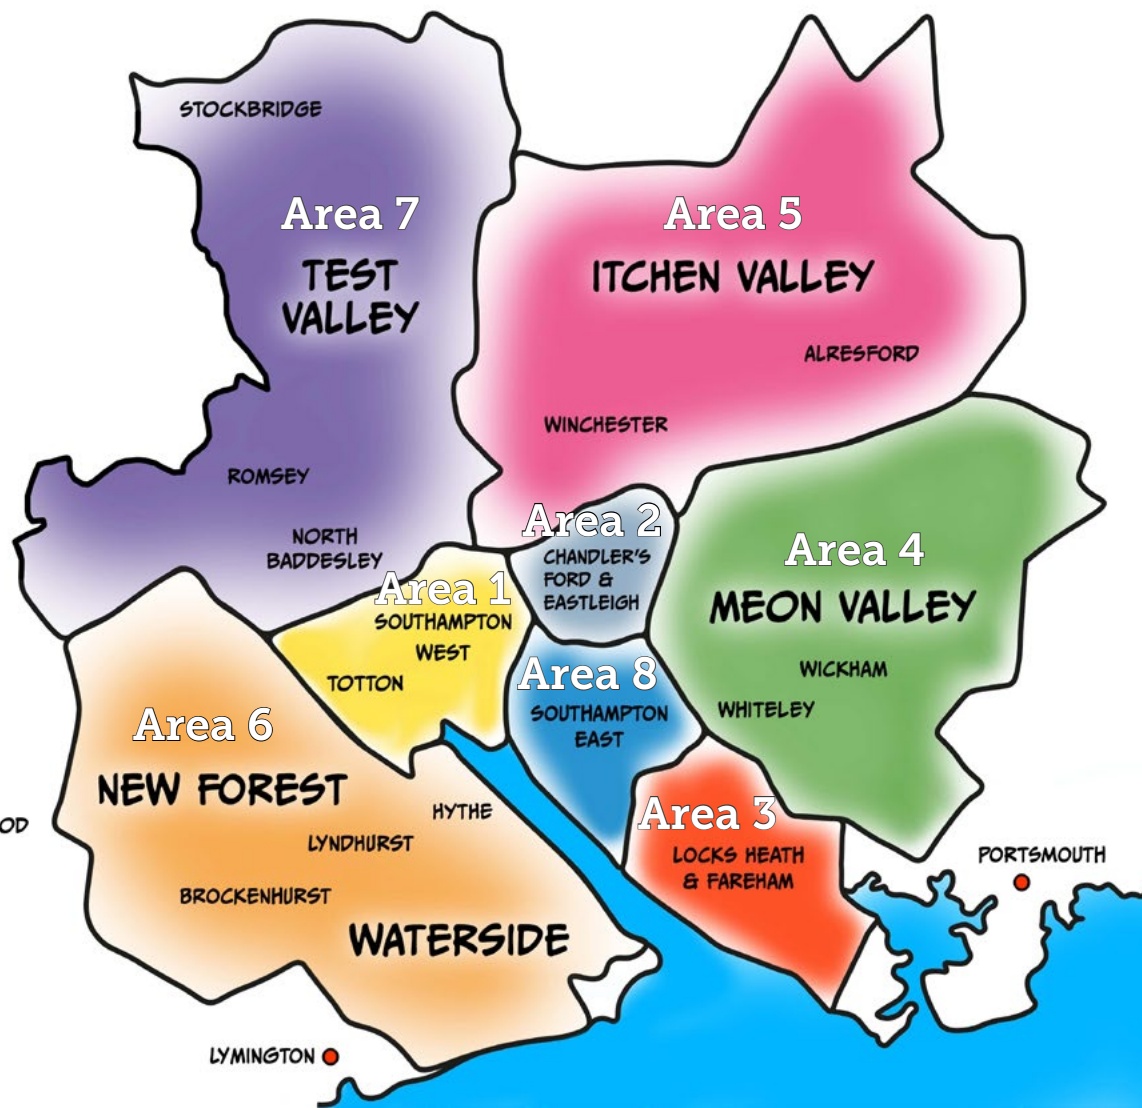 STOCKBRIDGE
Area 7
TEST
VALLEY
ROMSEY
NORTH
BADDESLEY
Area 5
ITCHEN VALLEY
ALRESFORD
WINCHESTER
Area 2
CHANDLER'S
FORD &
EASTLEIGH
Area 4
MEON VALLEY
WICKHAM
WHITELEY
Area 1
SOUTHAMPTON
WEST
TOTTON
Area 8
SOUTHAMPTON
EAST
Area 6
NEW FOREST
HYTHE
LYNDHURST
BROCKENHURST
WATERSIDE
OD
Area 3
LOCKS HEATH
& FAREHAM
PORTSMOUTH
LYMINGTON